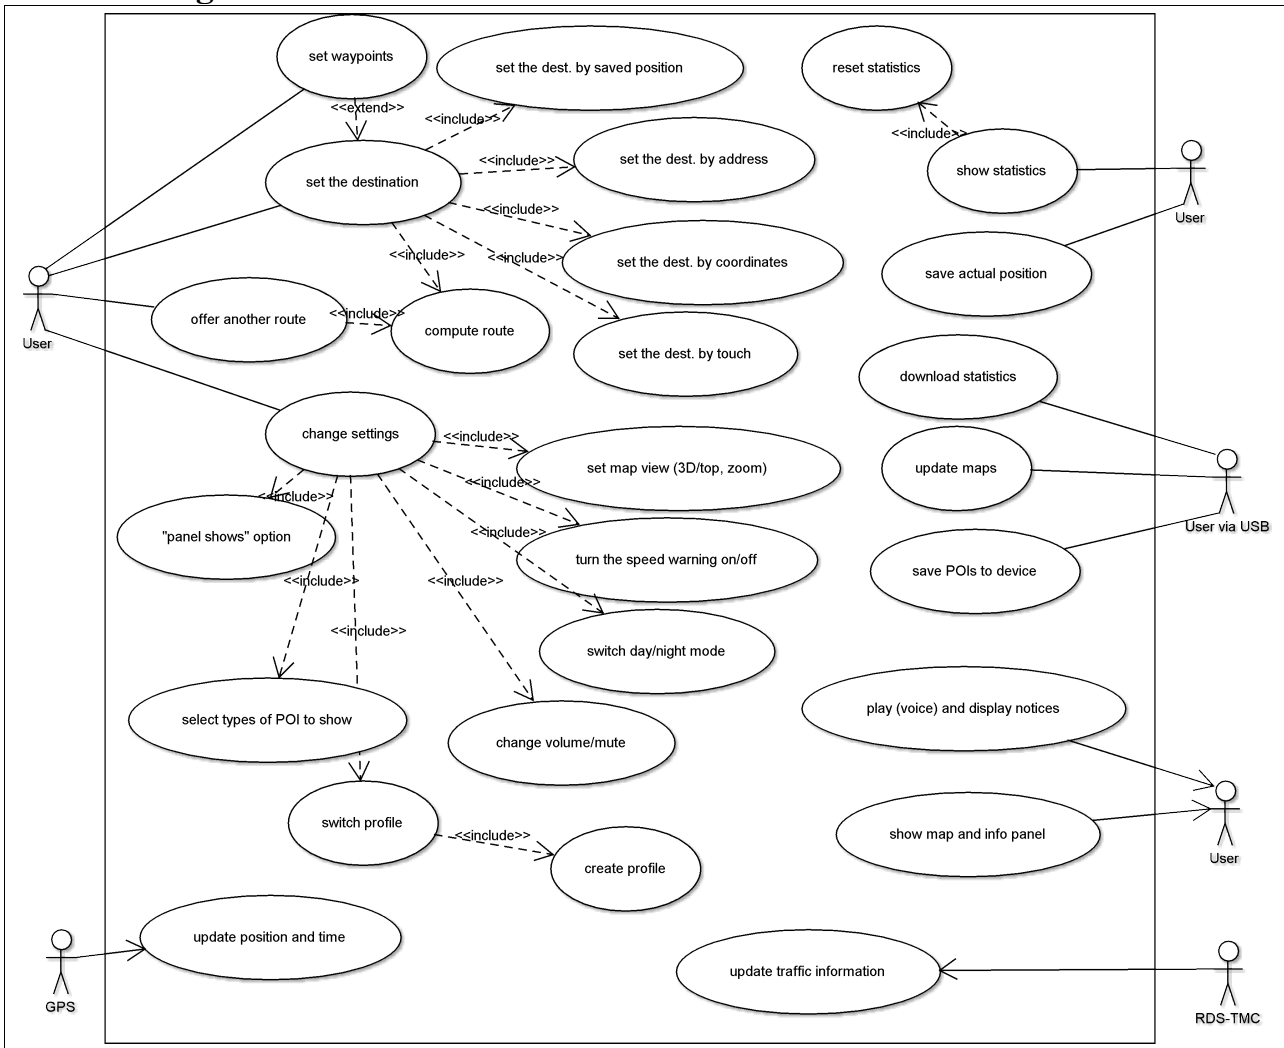 set waypoints
set the dest. by saved position
reset statistics
<<extend>>
<<include>>
<<include>>
set the destination
<<include>>
set the dest. by address
show statistics
User
<<include>>
<<include>>
<<include>>
set the dest. by coordinates
save actual position
User
offer another route
<<include>>
compute route
set the dest. by touch
download statistics
change settings
<<include>>
set map view (3D/top, zoom)
update maps
<<include>>
<<include>>
"panel shows" option
<<include>>
turn the speed warning on/off
User via USB
save POIs to device
<<include>>
<<include>>
<<include>>
switch day/night mode
select types of POI to show
change volume/mute
play (voice) and display notices
switch profile
<<include>>
create profile
show map and info panel
User
update position and time
GPS
update traffic information
RDS-TMC